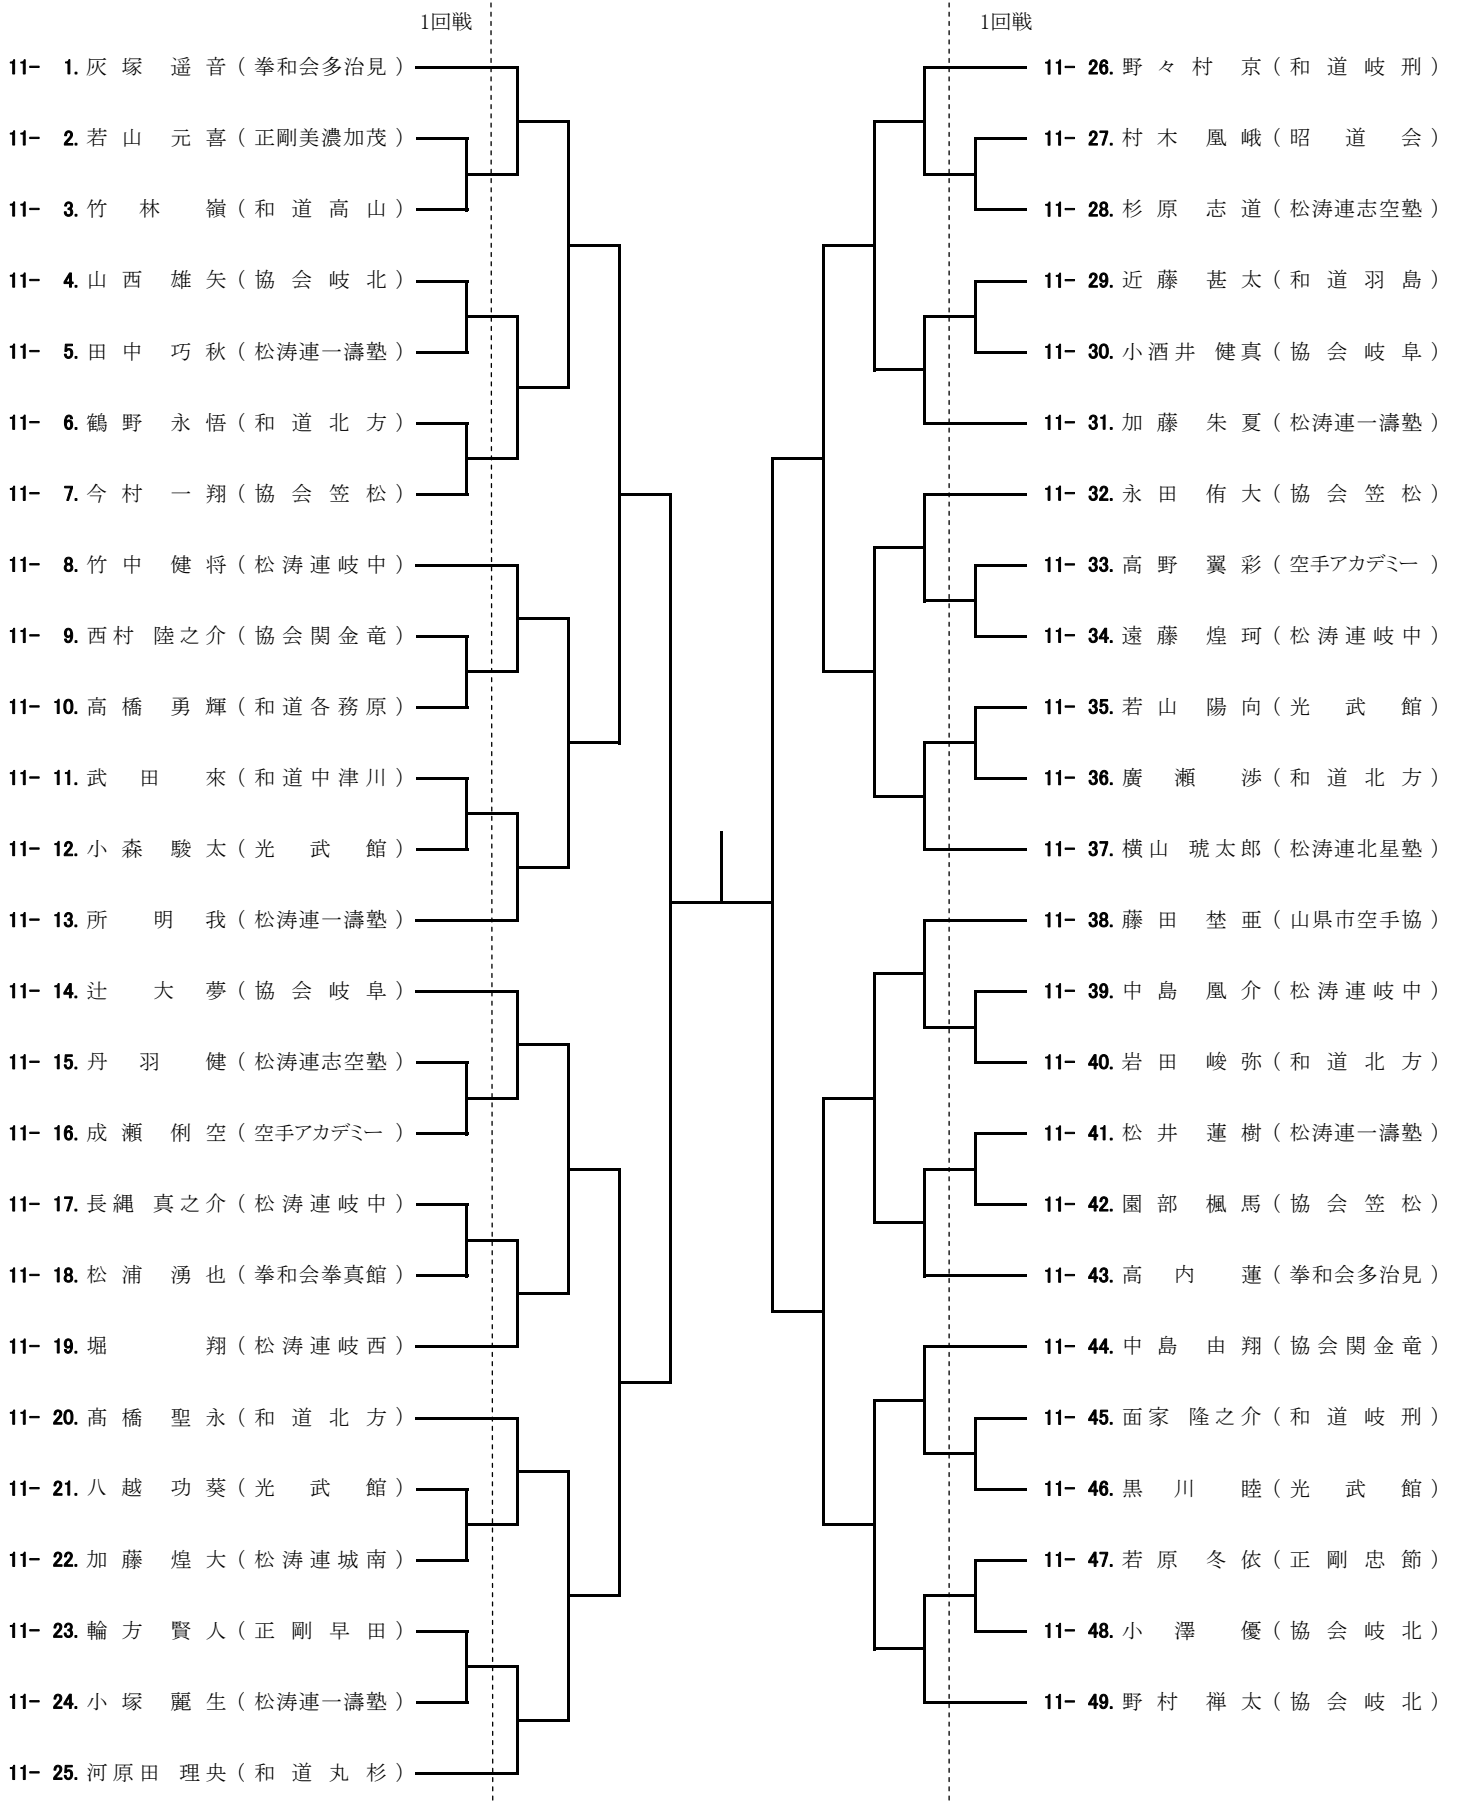 1回戦
11- 1. 灰塚 遥音 ( 拳和会多治見 )
11- 2. 若山 元喜 ( 正剛美濃加茂 )
11- 3. 竹林 嶺 ( 和道高山 )
11- 4. 山西 雄矢 ( 協会岐北 )
11- 5. 田中 巧秋 ( 松涛連一濤塾 )
11- 6. 鶴野 永悟 ( 和道北方 )
11- 7. 今村 一翔 ( 協会笠松 )
11- 8. 竹中 健将 ( 松涛連岐中 )
11- 9. 西村 陸之介 ( 協会関金竜 )
11- 10. 高橋 勇輝 ( 和道各務原 )
11- 11. 武田 來 ( 和道中津川 )
11- 12. 小森 駿太 ( 光武館 )
11- 13. 所 明我 ( 松涛連一濤塾 )
11- 14. 辻 大夢 ( 協会岐阜 )
11- 15. 丹羽 健 ( 松涛連志空塾 )
11- 16. 成瀬 俐空 ( 空手アカデミー )
11- 17. 長縄 真之介 ( 松涛連岐中 )
11- 18. 松浦 湧也 ( 拳和会拳真館 )
11- 19. 堀 翔 ( 松涛連岐西 )
11- 20. 髙橋 聖永 ( 和道北方 )
11- 21. 八越 功葵 ( 光武館 )
11- 22. 加藤 煌大 ( 松涛連城南 )
11- 23. 輪方 賢人 ( 正剛早田 )
11- 24. 小塚 麗生 ( 松涛連一濤塾 )
11- 25. 河原田 理央 ( 和道丸杉 )
1回戦
11- 26. 野々村 京 ( 和道岐刑 )
11- 27. 村木 凰峨 ( 昭道会 )
11- 28. 杉原 志道 ( 松涛連志空塾 )
11- 29. 近藤 甚太 ( 和道羽島 )
11- 30. 小酒井 健真 ( 協会岐阜 )
11- 31. 加藤 朱夏 ( 松涛連一濤塾 )
11- 32. 永田 侑大 ( 協会笠松 )
11- 33. 高野 翼彩 ( 空手アカデミー )
11- 34. 遠藤 煌珂 ( 松涛連岐中 )
11- 35. 若山 陽向 ( 光武館 )
11- 36. 廣瀬 渉 ( 和道北方 )
11- 37. 横山 琥太郎 ( 松涛連北星塾 )
11- 38. 藤田 埜亜 ( 山県市空手協 )
11- 39. 中島 凰介 ( 松涛連岐中 )
11- 40. 岩田 峻弥 ( 和道北方 )
11- 41. 松井 蓮樹 ( 松涛連一濤塾 )
11- 42. 園部 楓馬 ( 協会笠松 )
11- 43. 高内 蓮 ( 拳和会多治見 )
11- 44. 中島 由翔 ( 協会関金竜 )
11- 45. 面家 隆之介 ( 和道岐刑 )
11- 46. 黒川 睦 ( 光武館 )
11- 47. 若原 冬依 ( 正剛忠節 )
11- 48. 小澤 優 ( 協会岐北 )
11- 49. 野村 禅太 ( 協会岐北 )